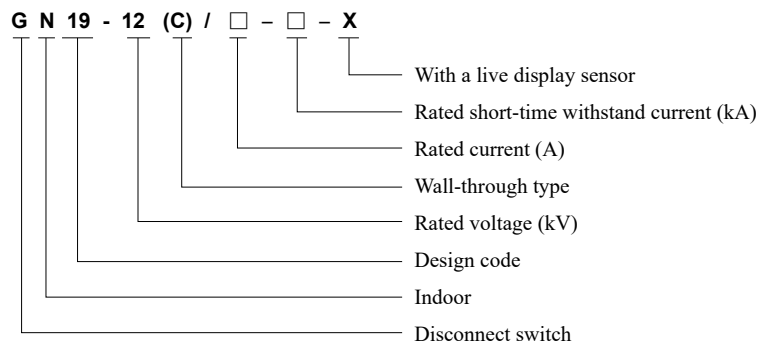 G N 19 - 12 (C) / □ – □ – X
With a live display sensor
Rated short-time withstand current (kA)
Rated current (A)
Wall-through type
Rated voltage (kV)
Design code
Indoor
Disconnect switch